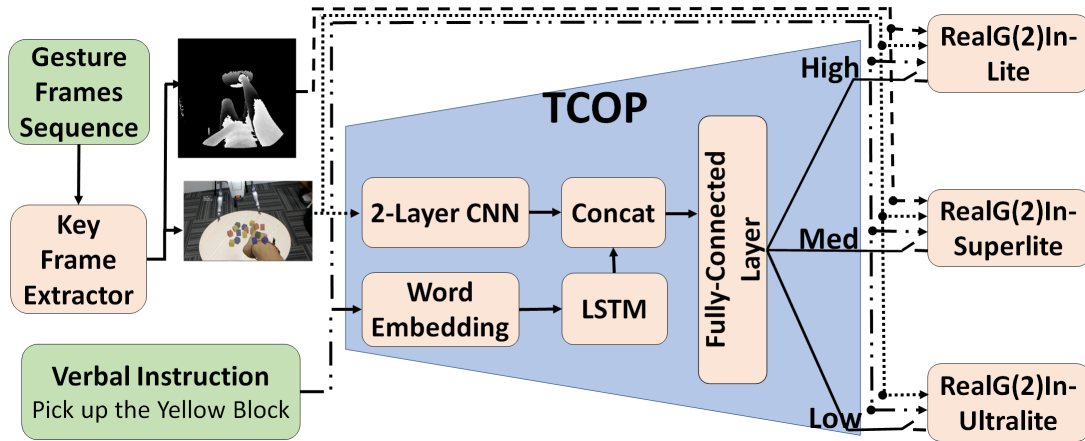 Gesture
Frames
Sequence
Key
Frame
Extractor
Verbal Instruction
Pick up the Yellow Block
TCOP
2-Layer CNN
Concat
Word
Embedding
LSTM
Fully-Connected
Layer
High
Med
Low
RealG(2)In-
Lite
RealG(2)In-
Superlite
RealG(2)In-
Ultralite